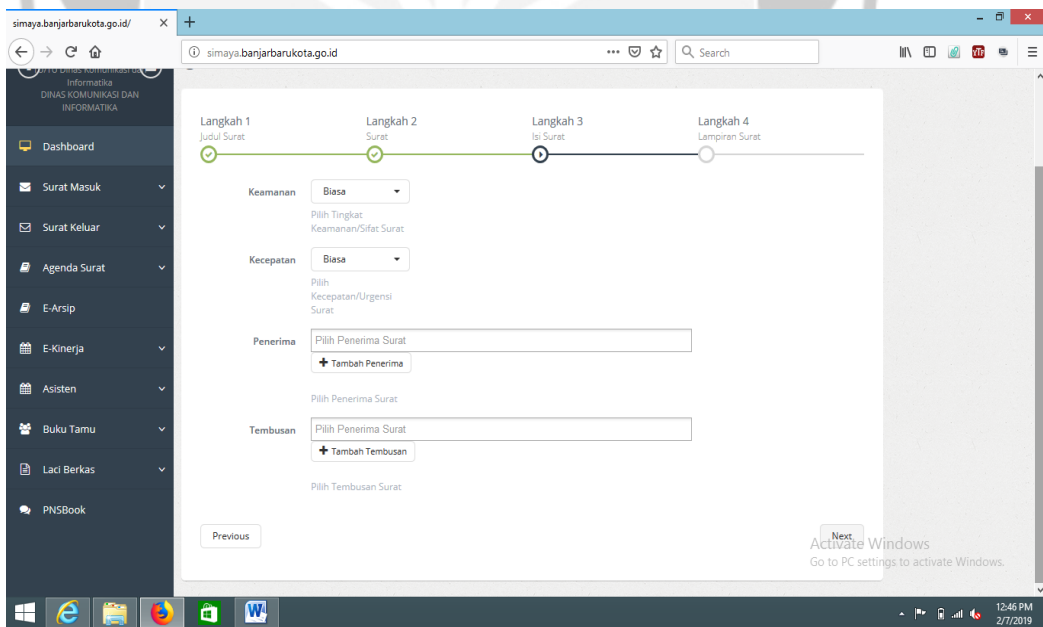 simaya.banjarbarukota.go.id/
simaya.banjarbarukota.go.id
Search
Informatika
DINAS KOMUNIKASI DAN
INFORMATIKA
Dashboard
Surat Masuk
Surat Keluar
Agenda Surat
E-Arsip
E-Kinerja
Asisten
Buku Tamu
Laci Berkas
PNSBook
Langkah 1
Judul Surat
Langkah 2
Surat
Langkah 3
Isi Surat
Langkah 4
Lampiran Surat
Keamanan
Biasa
Pilih Tingkat
Keamanan/Sifat Surat
Kecepatan
Biasa
Pilih
Kecepatan/Urgensi
Surat
Penerima
Pilih Penerima Surat
Tambah Penerima
Pilih Penerima Surat
Tembusan
Pilih Penerima Surat
Tambah Tembusan
Pilih Tembusan Surat
Previous
Next
Activate Windows
Go to PC settings to activate Windows.
12:46 PM
2/7/2019